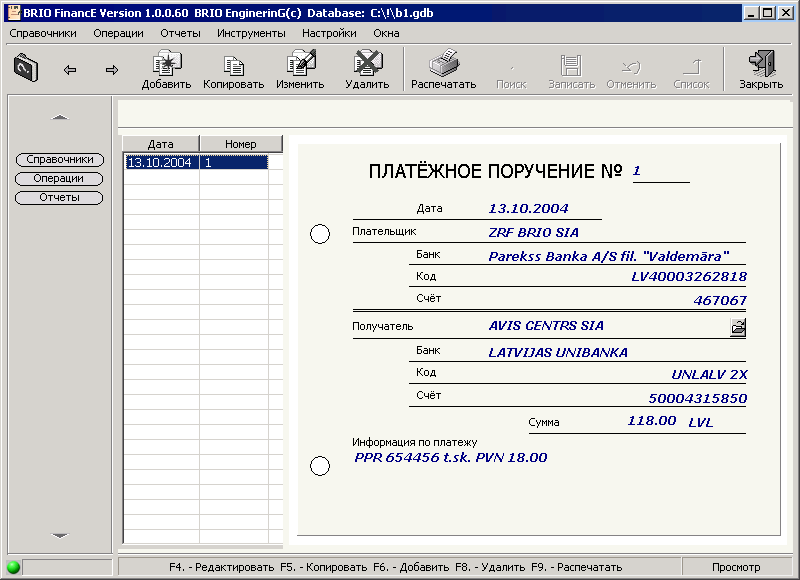 BRIO FinancE Version 1.0.0.60 BRIO EnginerinG(c) Database: C:\!\b1.gdb
Справочники Операции Отчеты Инструменты Настройки Окна
Добавить Копировать Изменить Удалить Распечатать Поиск Записать Отменить Список Закрыть
Справочники
Операции
Отчеты
Дата Номер
13.10.2004 1
ПЛАТЁЖНОЕ ПОРУЧЕНИЕ № 1
Дата 13.10.2004
Плательщик ZRF BRIO SIA
Банк Parekss Banka A/S fil. "Valdemāra"
Код LV40003262818
Счёт 467067
Получатель AVIS CENTRS SIA
Банк LATVIJAS UNIBANKA
Код UNLALV 2X
Счёт 50004315850
Сумма 118.00 LVL
Информация по платежу
PPR 654456 t.sk. PVN 18.00
F4. - Редактировать F5. - Копировать F6. - Добавить F8. - Удалить F9. - Распечатать Просмотр